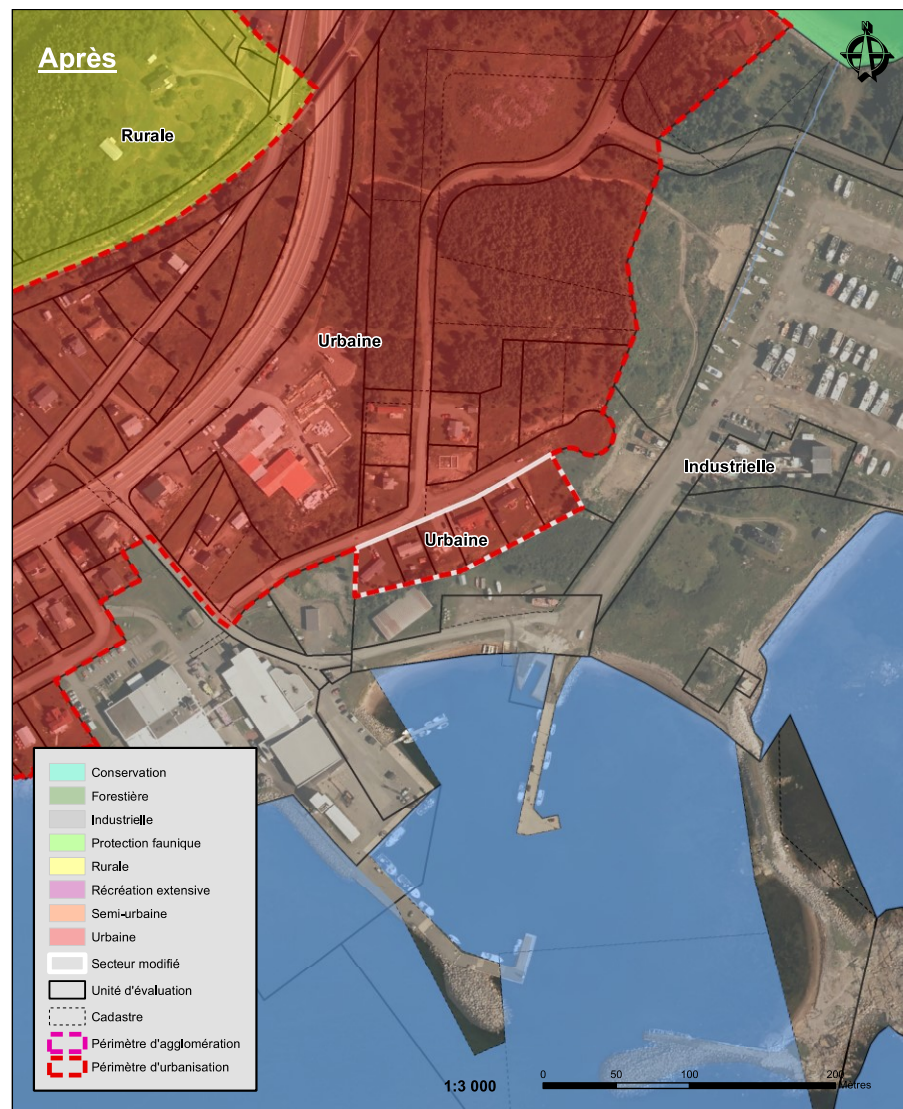 Après
N
Rurale
Urbaine
Industrielle
Urbaine
Conservation
Forestière
Industrielle
Protection faunique
Rurale
Récréation extensive
Semi-urbaine
Urbaine
Secteur modifié
Unité d'évaluation
Cadastre
Périmètre d'agglomération
Périmètre d'urbanisation
1:3 000
0 50 100 200
Mètres